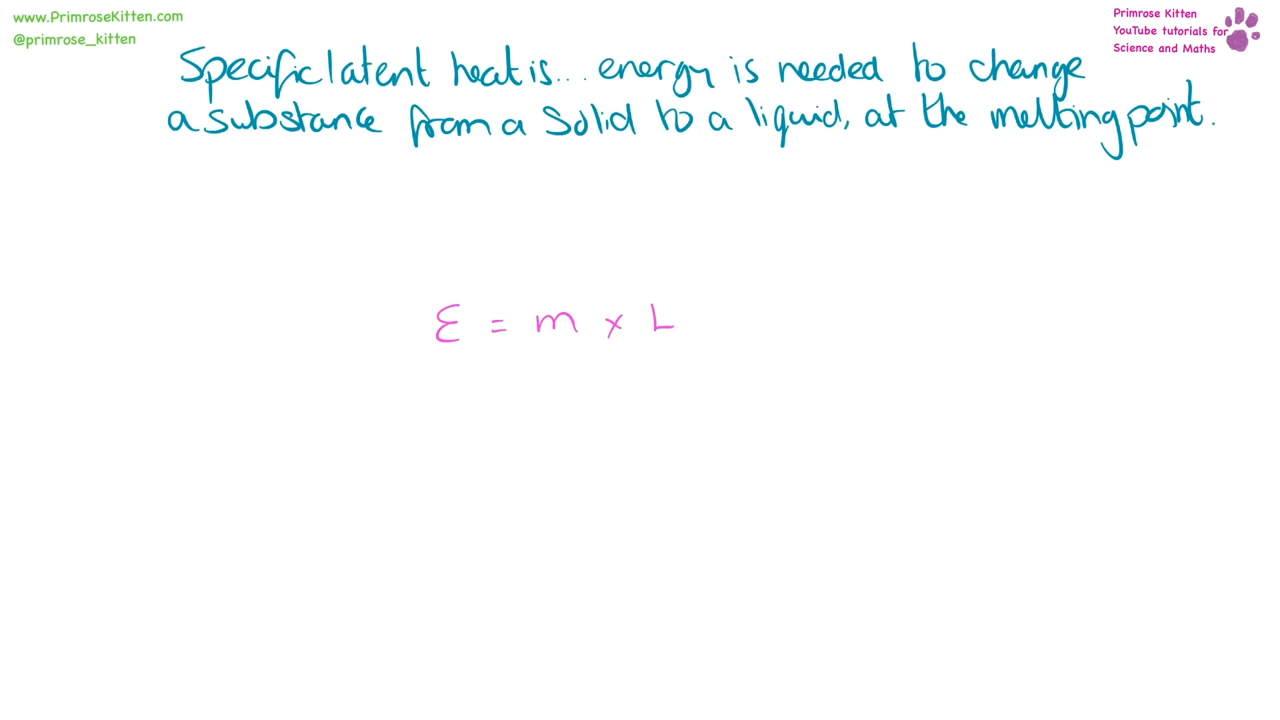 www.PrimroseKitten.com
@primrose_kitten
Primrose Kitten
YouTube tutorials for
Science and Maths
Specific latent heat is... energy is needed to change
a substance from a solid to a liquid, at the melting point.
E = m × L